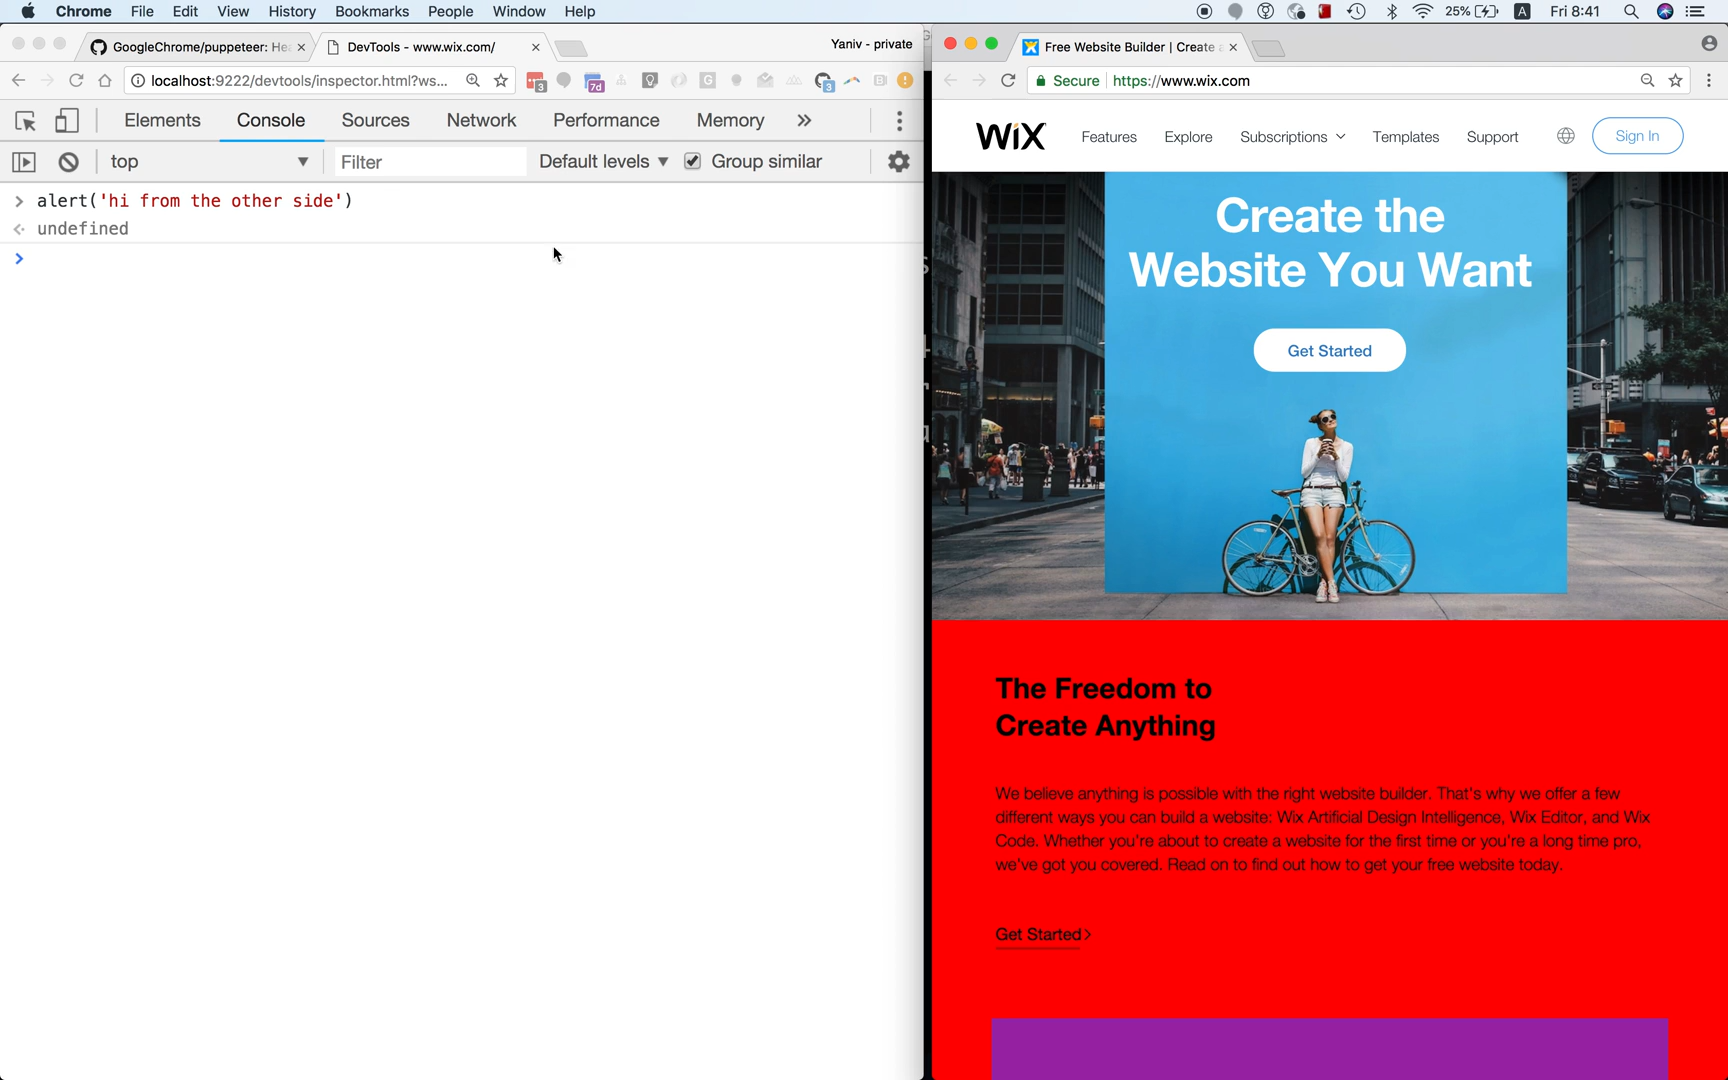 Chrome File Edit View History Bookmarks People Window Help 25% A Fri 8:41
GoogleChrome/puppeteer: He DevTools - www.wix.com/ Yaniv - private
localhost:9222/devtools/inspector.html?ws... 3 7d G 3 B
Elements Console Sources Network Performance Memory »
top Filter Default levels Group similar
> alert('hi from the other side')
undefined
>
Free Website Builder | Create a
Secure https://www.wix.com
WiX Features Explore Subscriptions Templates Support Sign In
Create the
Website You Want
Get Started
The Freedom to
Create Anything
We believe anything is possible with the right website builder. That's why we offer a few
different ways you can build a website: Wix Artificial Design Intelligence, Wix Editor, and Wix
Code. Whether you're about to create a website for the first time or you're a long time pro,
we've got you covered. Read on to find out how to get your free website today.
Get Started >